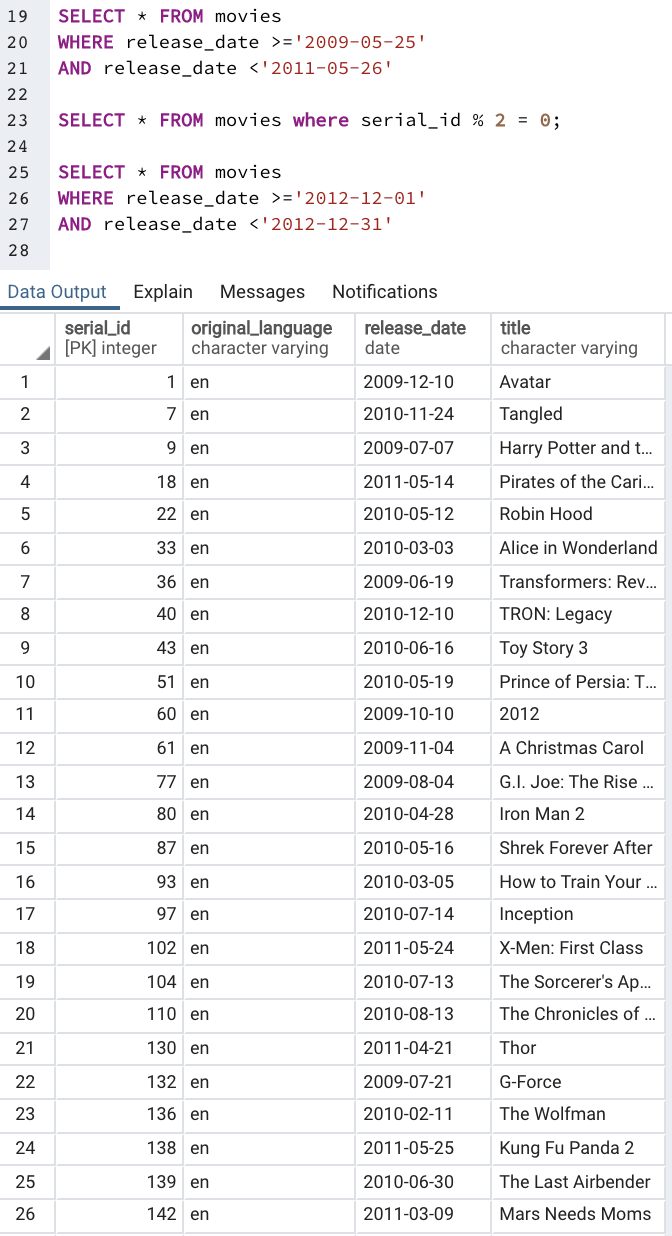 19 SELECT * FROM movies
20 WHERE release_date >='2009-05-25'
21 AND release_date <'2011-05-26'
22
23 SELECT * FROM movies where serial_id % 2 = 0;
24
25 SELECT * FROM movies
26 WHERE release_date >='2012-12-01'
27 AND release_date <'2012-12-31'
28
Data Output Explain Messages Notifications
serial_id original_language release_date title
[PK] integer character varying date character varying
1 1 en 2009-12-10 Avatar
2 7 en 2010-11-24 Tangled
3 9 en 2009-07-07 Harry Potter and t...
4 18 en 2011-05-14 Pirates of the Cari...
5 22 en 2010-05-12 Robin Hood
6 33 en 2010-03-03 Alice in Wonderland
7 36 en 2009-06-19 Transformers: Rev...
8 40 en 2010-12-10 TRON: Legacy
9 43 en 2010-06-16 Toy Story 3
10 51 en 2010-05-19 Prince of Persia: T...
11 60 en 2009-10-10 2012
12 61 en 2009-11-04 A Christmas Carol
13 77 en 2009-08-04 G.I. Joe: The Rise ...
14 80 en 2010-04-28 Iron Man 2
15 87 en 2010-05-16 Shrek Forever After
16 93 en 2010-03-05 How to Train Your ...
17 97 en 2010-07-14 Inception
18 102 en 2011-05-24 X-Men: First Class
19 104 en 2010-07-13 The Sorcerer's Ap...
20 110 en 2010-08-13 The Chronicles of ...
21 130 en 2011-04-21 Thor
22 132 en 2009-07-21 G-Force
23 136 en 2010-02-11 The Wolfman
24 138 en 2011-05-25 Kung Fu Panda 2
25 139 en 2010-06-30 The Last Airbender
26 142 en 2011-03-09 Mars Needs Moms